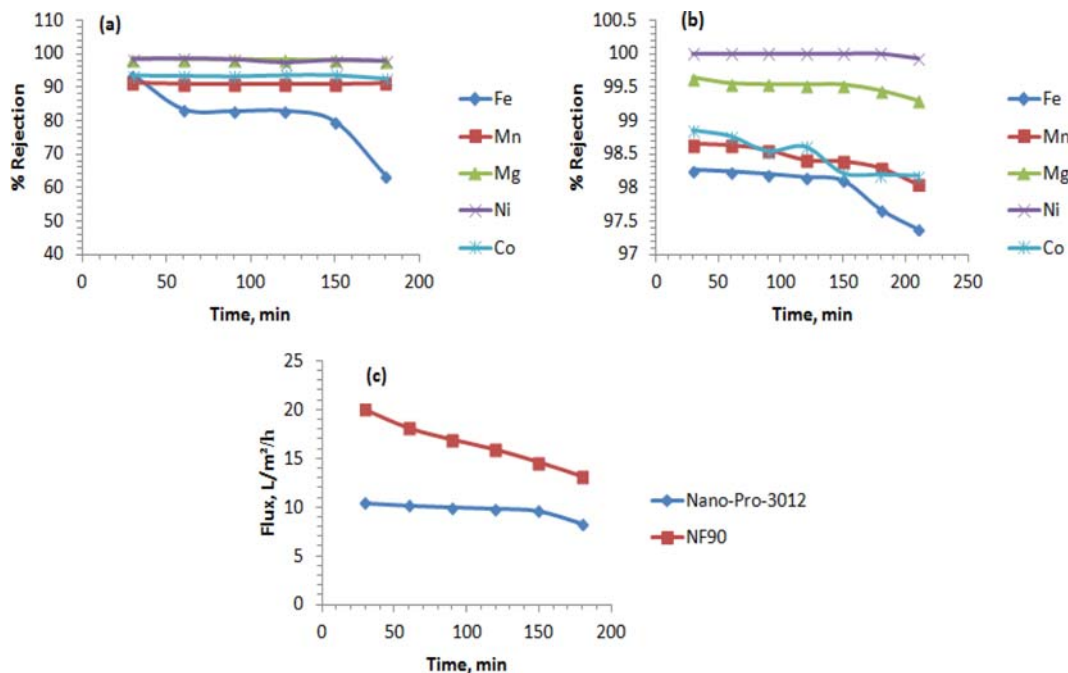 (a)
% Rejection
110
100
90
80
70
60
50
40
0
50
100
150
200
Time, min
Fe
Mn
Mg
Ni
Co
(b)
% Rejection
100.5
100
99.5
99
98.5
98
97.5
97
0
50
100
150
200
250
Time, min
Fe
Mn
Mg
Ni
Co
(c)
Flux, L/m²/h
25
20
15
10
5
0
0
50
100
150
200
Time, min
Nano-Pro-3012
NF90